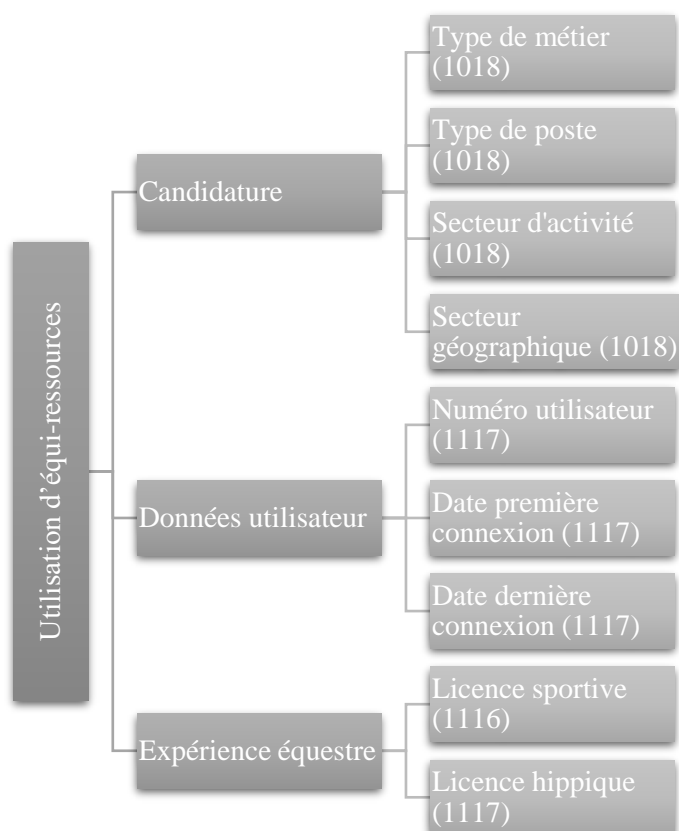 Utilisation d'équi-ressources
Candidature
Type de métier
(1018)
Type de poste
(1018)
Secteur d'activité
(1018)
Secteur
géographique (1018)
Données utilisateur
Numéro utilisateur
(1117)
Date première
connexion (1117)
Date dernière
connexion (1117)
Expérience équestre
Licence sportive
(1116)
Licence hippique
(1117)